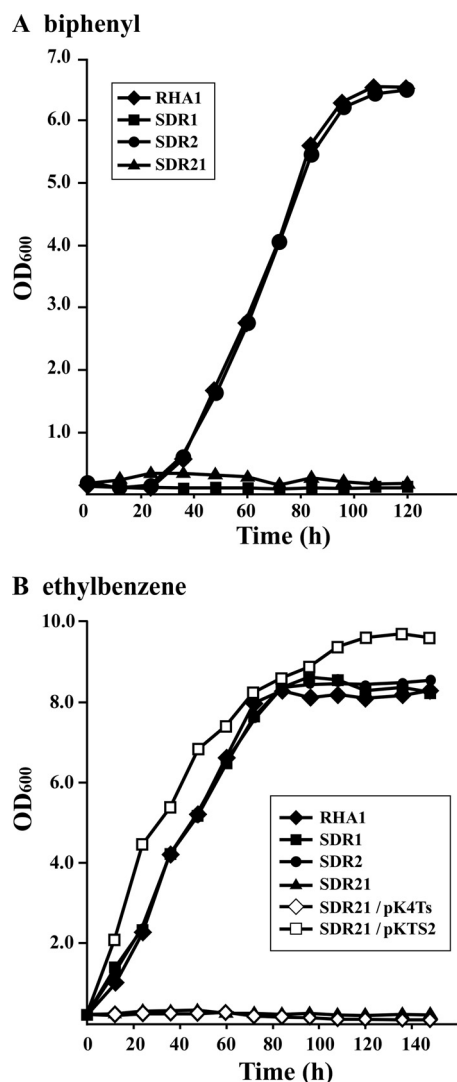 A biphenyl
7.0
6.0
5.0
4.0
3.0
2.0
1.0
OD600
RHA1
SDR1
SDR2
SDR21
0 20 40 60 80 100 120
Time (h)
B ethylbenzene
10.0
8.0
6.0
4.0
2.0
OD600
RHA1
SDR1
SDR2
SDR21
SDR21 / pK4Ts
SDR21 / pKTS2
0 20 40 60 80 100 120 140
Time (h)